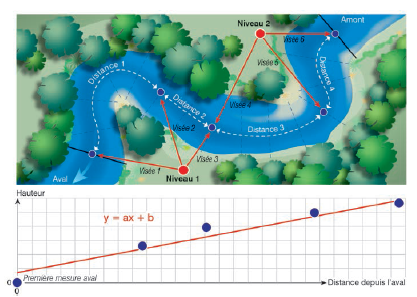 Niveau 2
Amont
Visée 6
Visée 5
Distance 1
Distance 4
Distance 2
Visée 4
Visée 2
Distance 3
Visée 3
Visée 1
Niveau 1
Aval
Hauteur
y = ax + b
Première mesure aval
0
Distance depuis l'aval
0